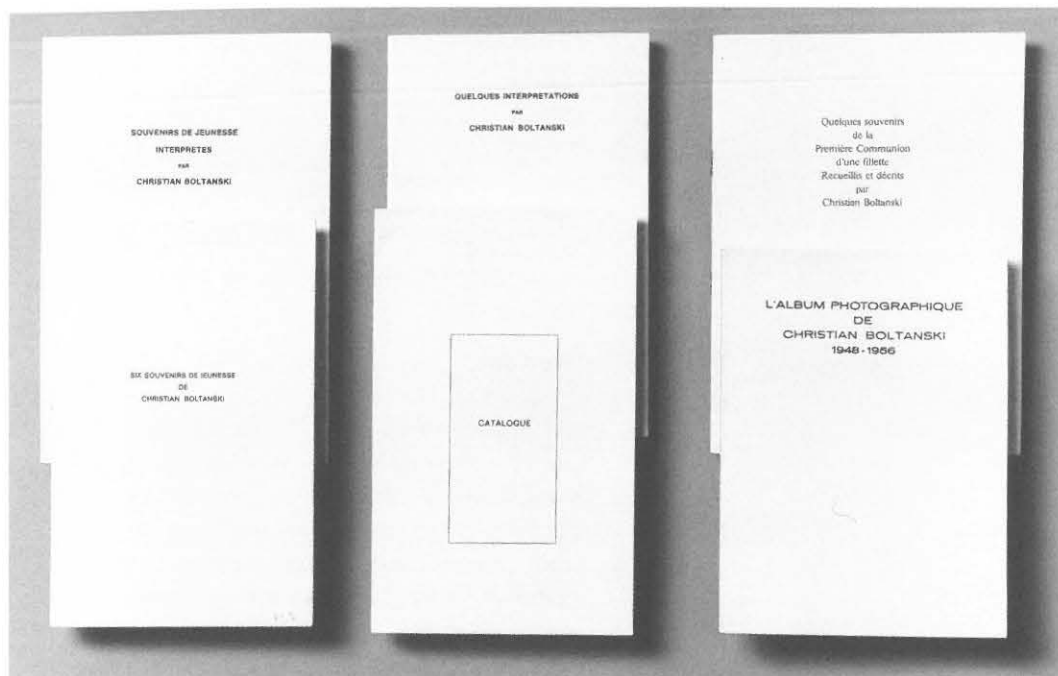 SOUVENIRS DE JEUNESSE
INTERPRETES
PAR
CHRISTIAN BOLTANSKI
SIX SOUVENIRS DE JEUNESSE
DE
CHRISTIAN BOLTANSKI
QUELQUES INTERPRETATIONS
PAR
CHRISTIAN BOLTANSKI
CATALOGUE
Quelques souvenirs
de la
Première Communion
d'une fillette
Recueillis et décrits
par
Christian Boltanski
L'ALBUM PHOTOGRAPHIQUE
DE
CHRISTIAN BOLTANSKI
1948-1956